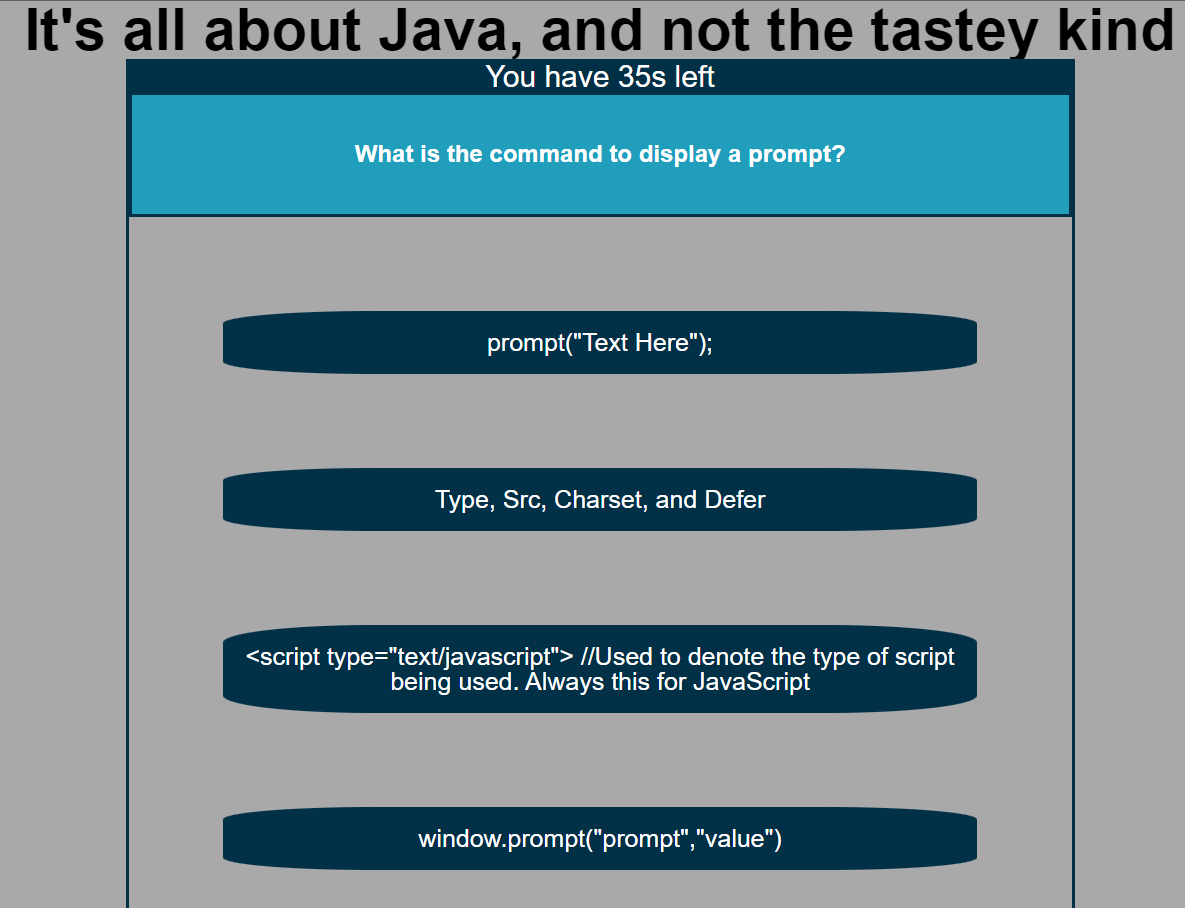 It's all about Java, and not the tastey kind
You have 35s left
What is the command to display a prompt?
prompt("Text Here");
Type, Src, Charset, and Defer
<script type="text/javascript"> //Used to denote the type of script
being used. Always this for JavaScript
window.prompt("prompt","value")